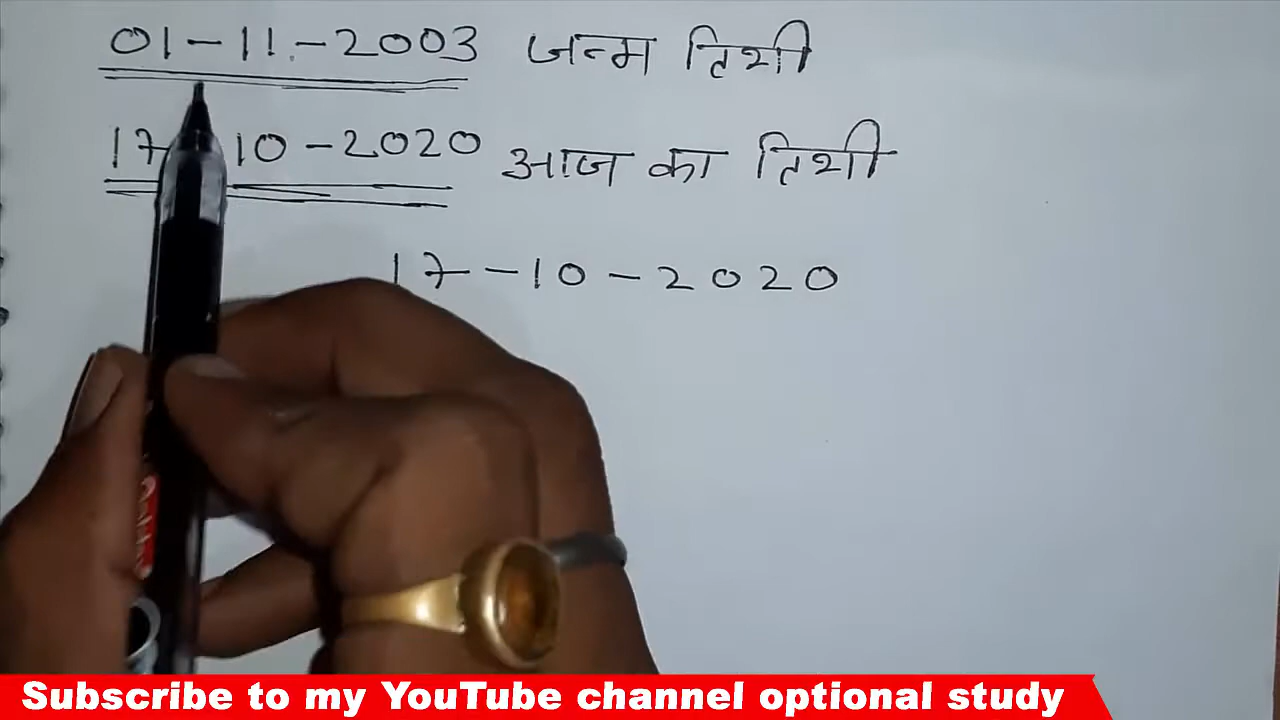 01-11-2003 जन्म तिथी
17 10-2020 आज का तिथी
17-10-2020
Subscribe to my YouTube channel optional study